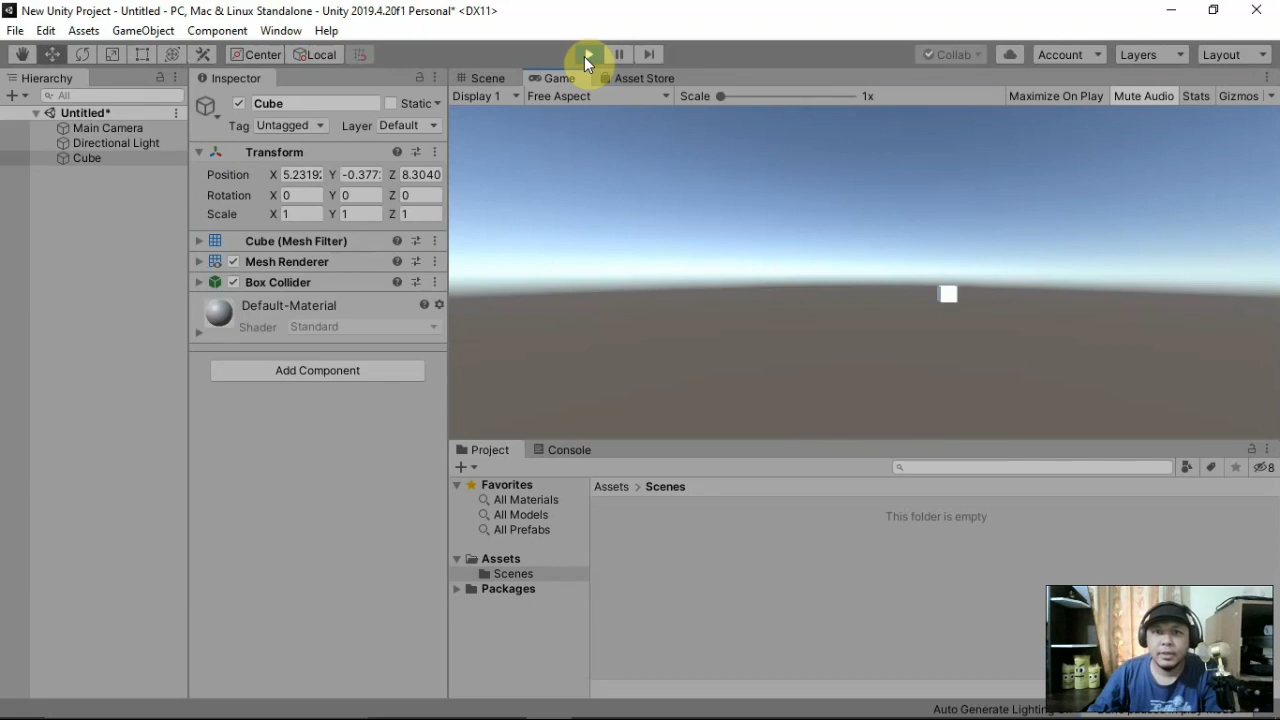 New Unity Project - Untitled - PC, Mac & Linux Standalone - Unity 2019.4.20f1 Personal* <DX11>
File Edit Assets GameObject Component Window Help
Center Local Collab Account Layers Layout
Hierarchy
All
Untitled*
Main Camera
Directional Light
Cube
Inspector
Cube Static
Tag Untagged Layer Default
Transform
Position X 5.2319 Y -0.377 Z 8.3040
Rotation X 0 Y 0 Z 0
Scale X 1 Y 1 Z 1
Cube (Mesh Filter)
Mesh Renderer
Box Collider
Default-Material
Shader Standard
Add Component
Scene Game Asset Store
Display 1 Free Aspect Scale 1x Maximize On Play Mute Audio Stats Gizmos
Project Console
8
Favorites
All Materials
All Models
All Prefabs
Assets
Scenes
Packages
Assets > Scenes
This folder is empty
Auto Generate Lighting